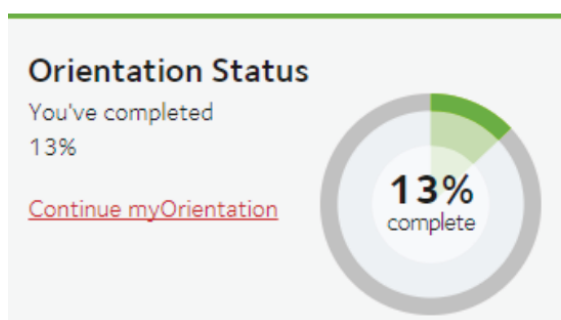 Orientation Status
You've completed
13%
Continue myOrientation
13%
complete